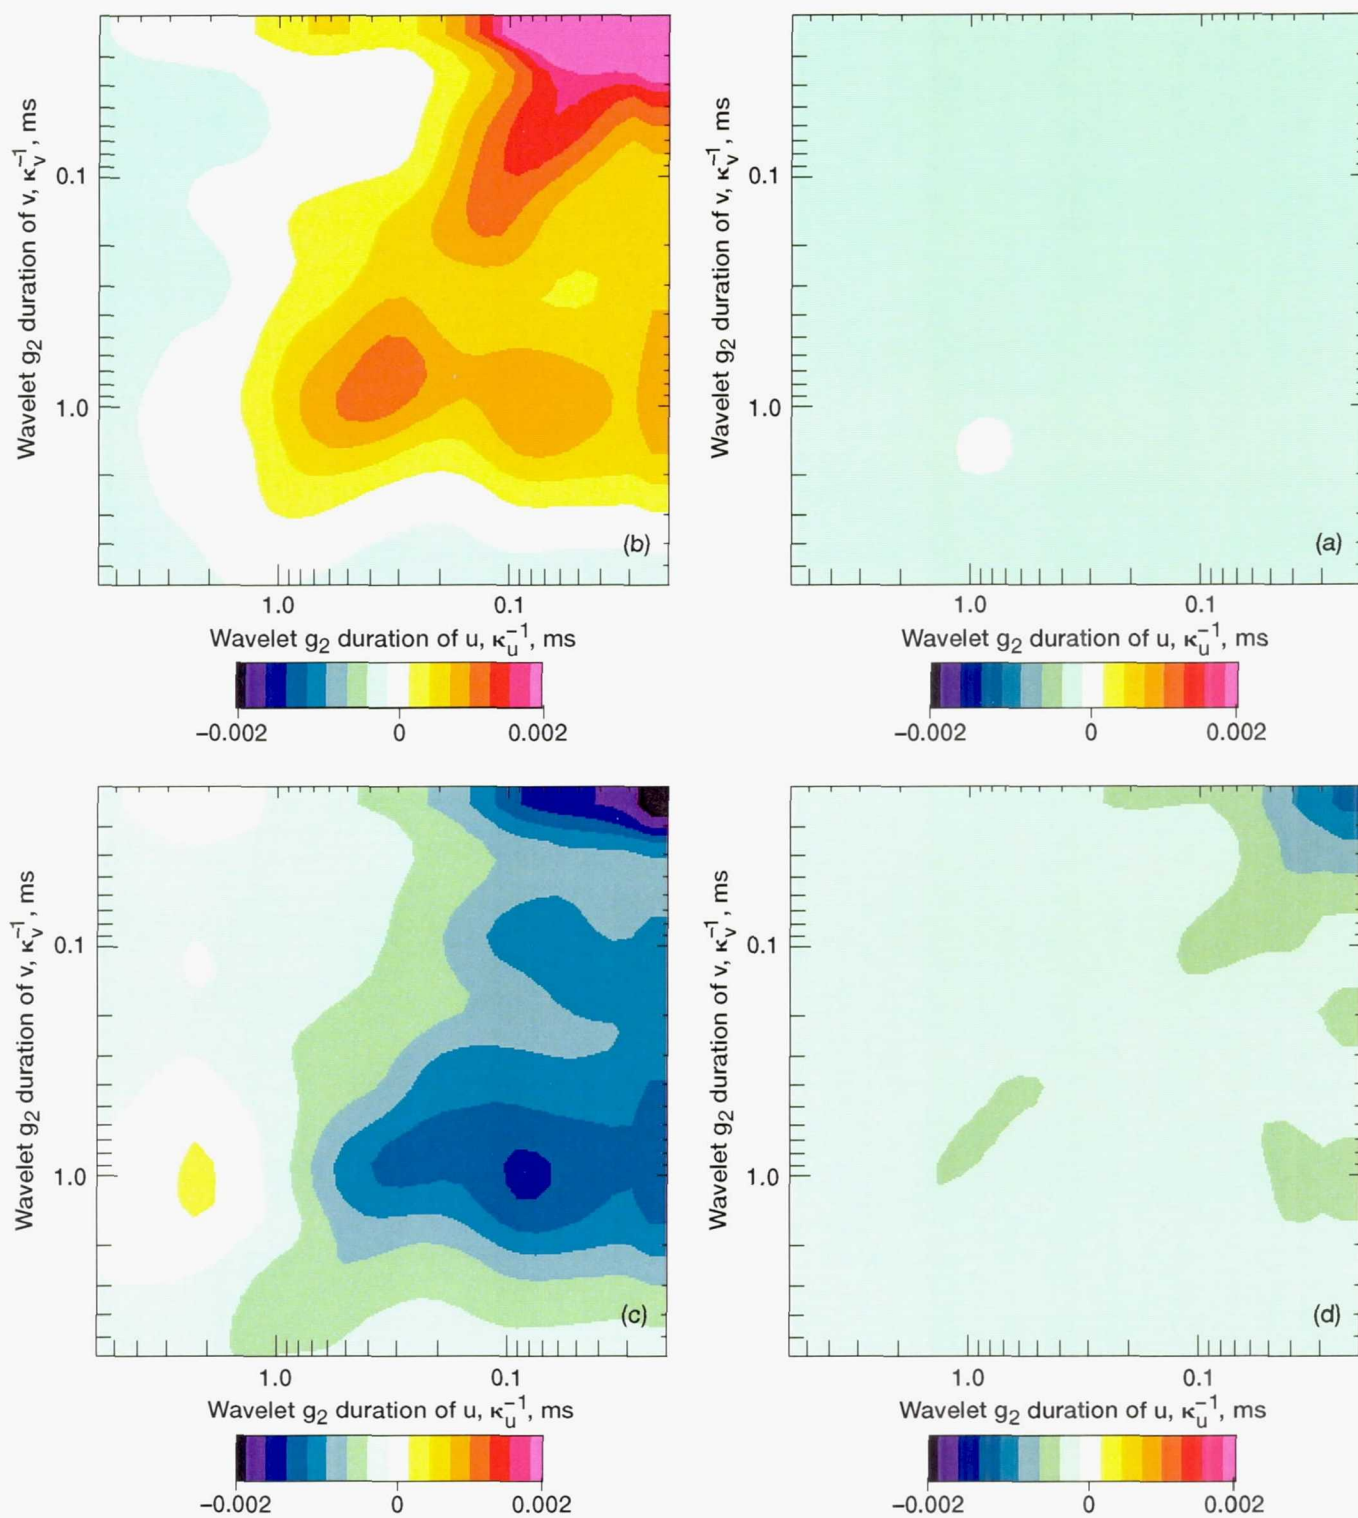 Wavelet g2 duration of v, κv−1, ms
0.1
1.0
(b)
1.0
0.1
Wavelet g2 duration of u, κu−1, ms
−0.002
0
0.002
Wavelet g2 duration of v, κv−1, ms
0.1
1.0
(a)
1.0
0.1
Wavelet g2 duration of u, κu−1, ms
−0.002
0
0.002
Wavelet g2 duration of v, κv−1, ms
0.1
1.0
(c)
1.0
0.1
Wavelet g2 duration of u, κu−1, ms
−0.002
0
0.002
Wavelet g2 duration of v, κv−1, ms
0.1
1.0
(d)
1.0
0.1
Wavelet g2 duration of u, κu−1, ms
−0.002
0
0.002